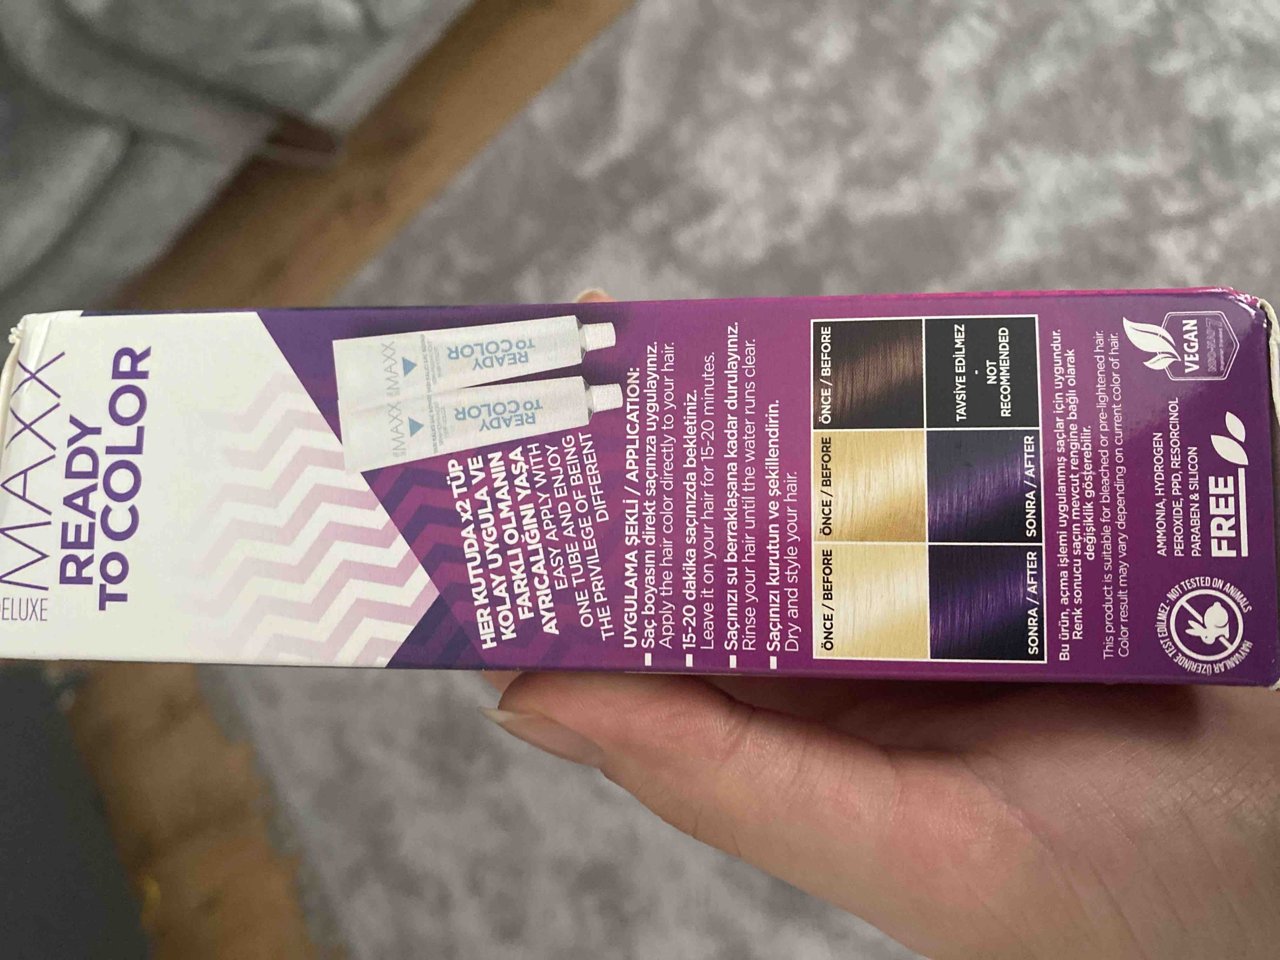 MAXX
DELUXE
READY
TO COLOR
MAXX
READY
TO COLOR
MAXX
READY
TO COLOR
HER KUTUDA X2 TÜP
KOLAY UYGULA VE
FARKLI OLMANIN
AYRICALIĞINI YAŞA
EASY APPLY WITH
ONE TUBE AND ENJOY
THE PRIVILEGE OF BEING
DIFFERENT
UYGULAMA ŞEKLİ / APPLICATION:
Saç boyasını direkt saçınıza uygulayınız.
Apply the hair color directly to your hair.
15-20 dakika saçınızda bekletiniz.
Leave it on your hair for 15-20 minutes.
Saçınızı su berraklaşana kadar durulayınız.
Rinse your hair until the water runs clear.
Saçınızı kurutun ve şekillendirin.
Dry and style your hair.
ÖNCE / BEFORE
ÖNCE / BEFORE
ÖNCE / BEFORE
TAVSİYE EDİLMEZ
-
NOT
RECOMMENDED
SONRA / AFTER
SONRA / AFTER
Bu ürün açma işlemi uygulanmış saçlar için uygundur.
Renk sonucu saçın mevcut rengine bağlı olarak
değişiklik gösterebilir.
This product is suitable for bleached or pre-lightened hair.
Color result may vary depending on current color of hair.
HAYVANLAR ÜZERİNDE TEST EDİLMEZ - NOT TESTED ON ANIMALS
AMMONIA, HYDROGEN
PEROXIDE, PPD, RESORCINOL
PARABEN & SILICON
FREE
VEGAN